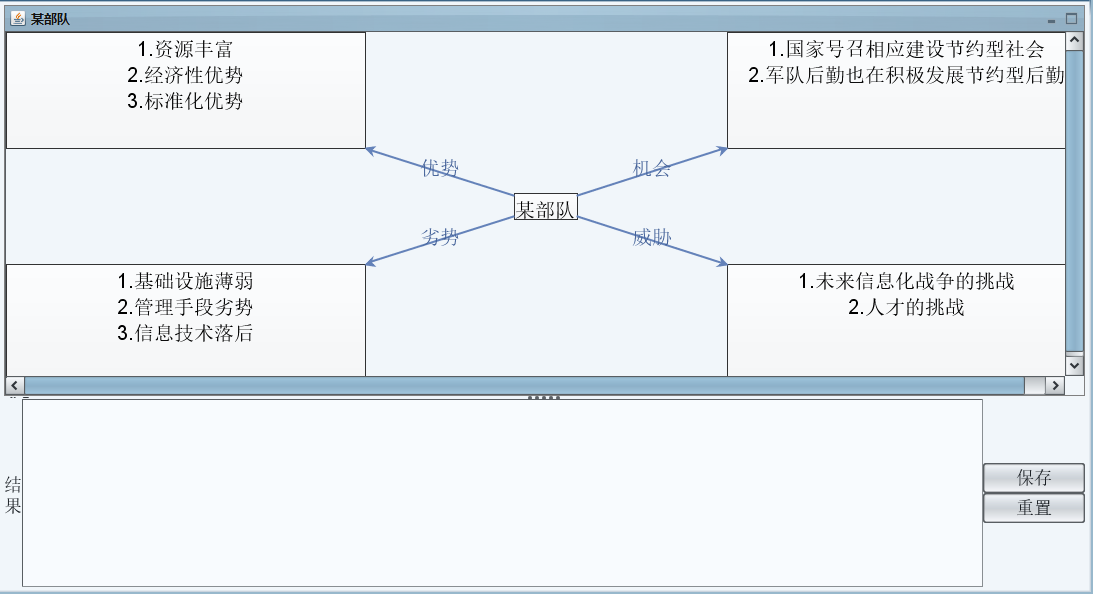 某部队
1.资源丰富
2.经济性优势
3.标准化优势
1.国家号召相应建设节约型社会
2.军队后勤也在积极发展节约型后勤
优势
机会
某部队
劣势
威胁
1.基础设施薄弱
2.管理手段劣势
3.信息技术落后
1.未来信息化战争的挑战
2.人才的挑战
结
果
保存
重置